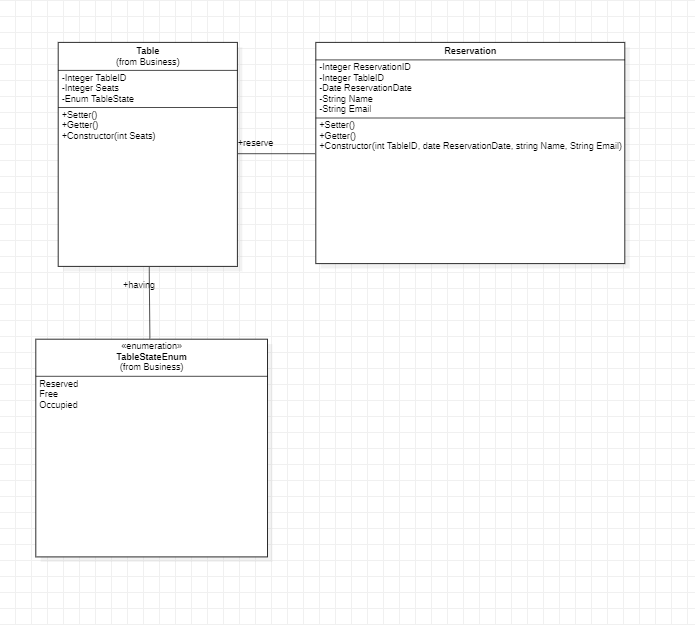 Table
(from Business)
-Integer TableID
-Integer Seats
-Enum TableState
+Setter()
+Getter()
+Constructor(int Seats)
+reserve
Reservation
-Integer ReservationID
-Integer TableID
-Date ReservationDate
-String Name
-String Email
+Setter()
+Getter()
+Constructor(int TableID, date ReservationDate, string Name, String Email)
+having
«enumeration»
TableStateEnum
(from Business)
Reserved
Free
Occupied